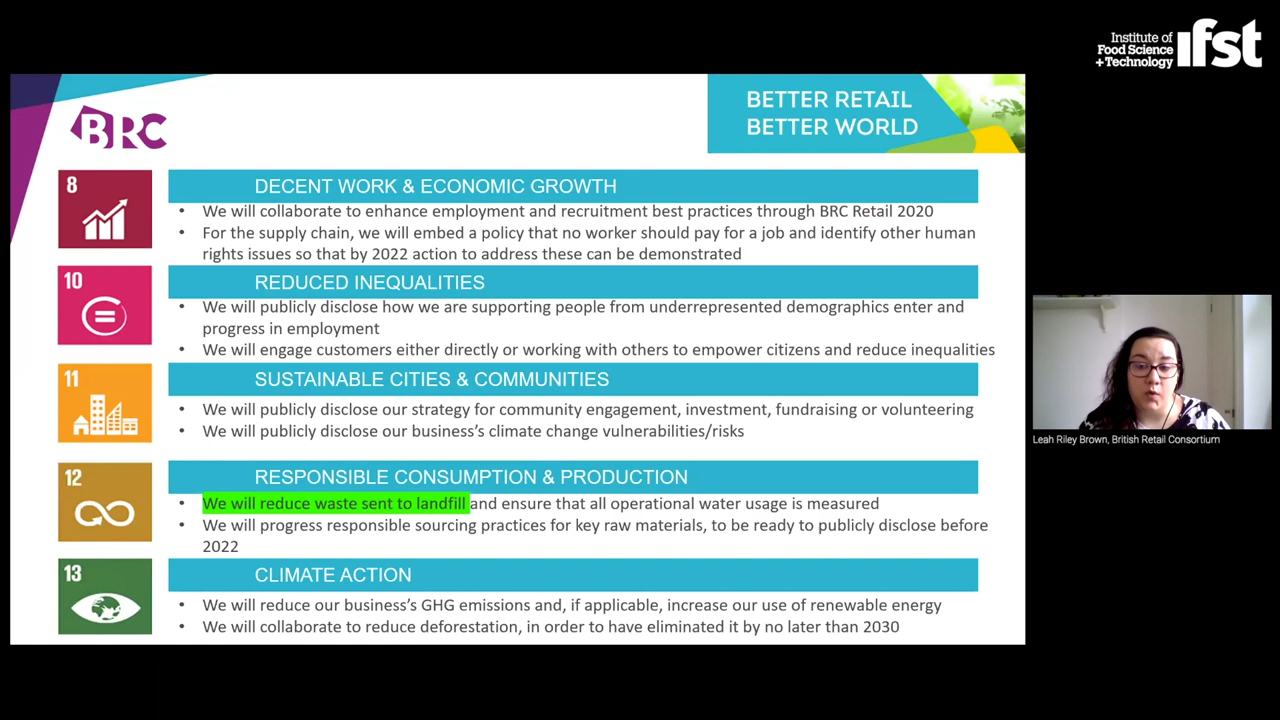 Institute of
Food Science
+Technology
ifst
BRC
BETTER RETAIL
BETTER WORLD
8
DECENT WORK & ECONOMIC GROWTH
• We will collaborate to enhance employment and recruitment best practices through BRC Retail 2020
• For the supply chain, we will embed a policy that no worker should pay for a job and identify other human
rights issues so that by 2022 action to address these can be demonstrated
10
REDUCED INEQUALITIES
• We will publicly disclose how we are supporting people from underrepresented demographics enter and
progress in employment
• We will engage customers either directly or working with others to empower citizens and reduce inequalities
11
SUSTAINABLE CITIES & COMMUNITIES
• We will publicly disclose our strategy for community engagement, investment, fundraising or volunteering
• We will publicly disclose our business's climate change vulnerabilities/risks
Leah Riley Brown, British Retail Consortium
12
RESPONSIBLE CONSUMPTION & PRODUCTION
• We will reduce waste sent to landfill and ensure that all operational water usage is measured
• We will progress responsible sourcing practices for key raw materials, to be ready to publicly disclose before
2022
13
CLIMATE ACTION
• We will reduce our business's GHG emissions and, if applicable, increase our use of renewable energy
• We will collaborate to reduce deforestation, in order to have eliminated it by no later than 2030